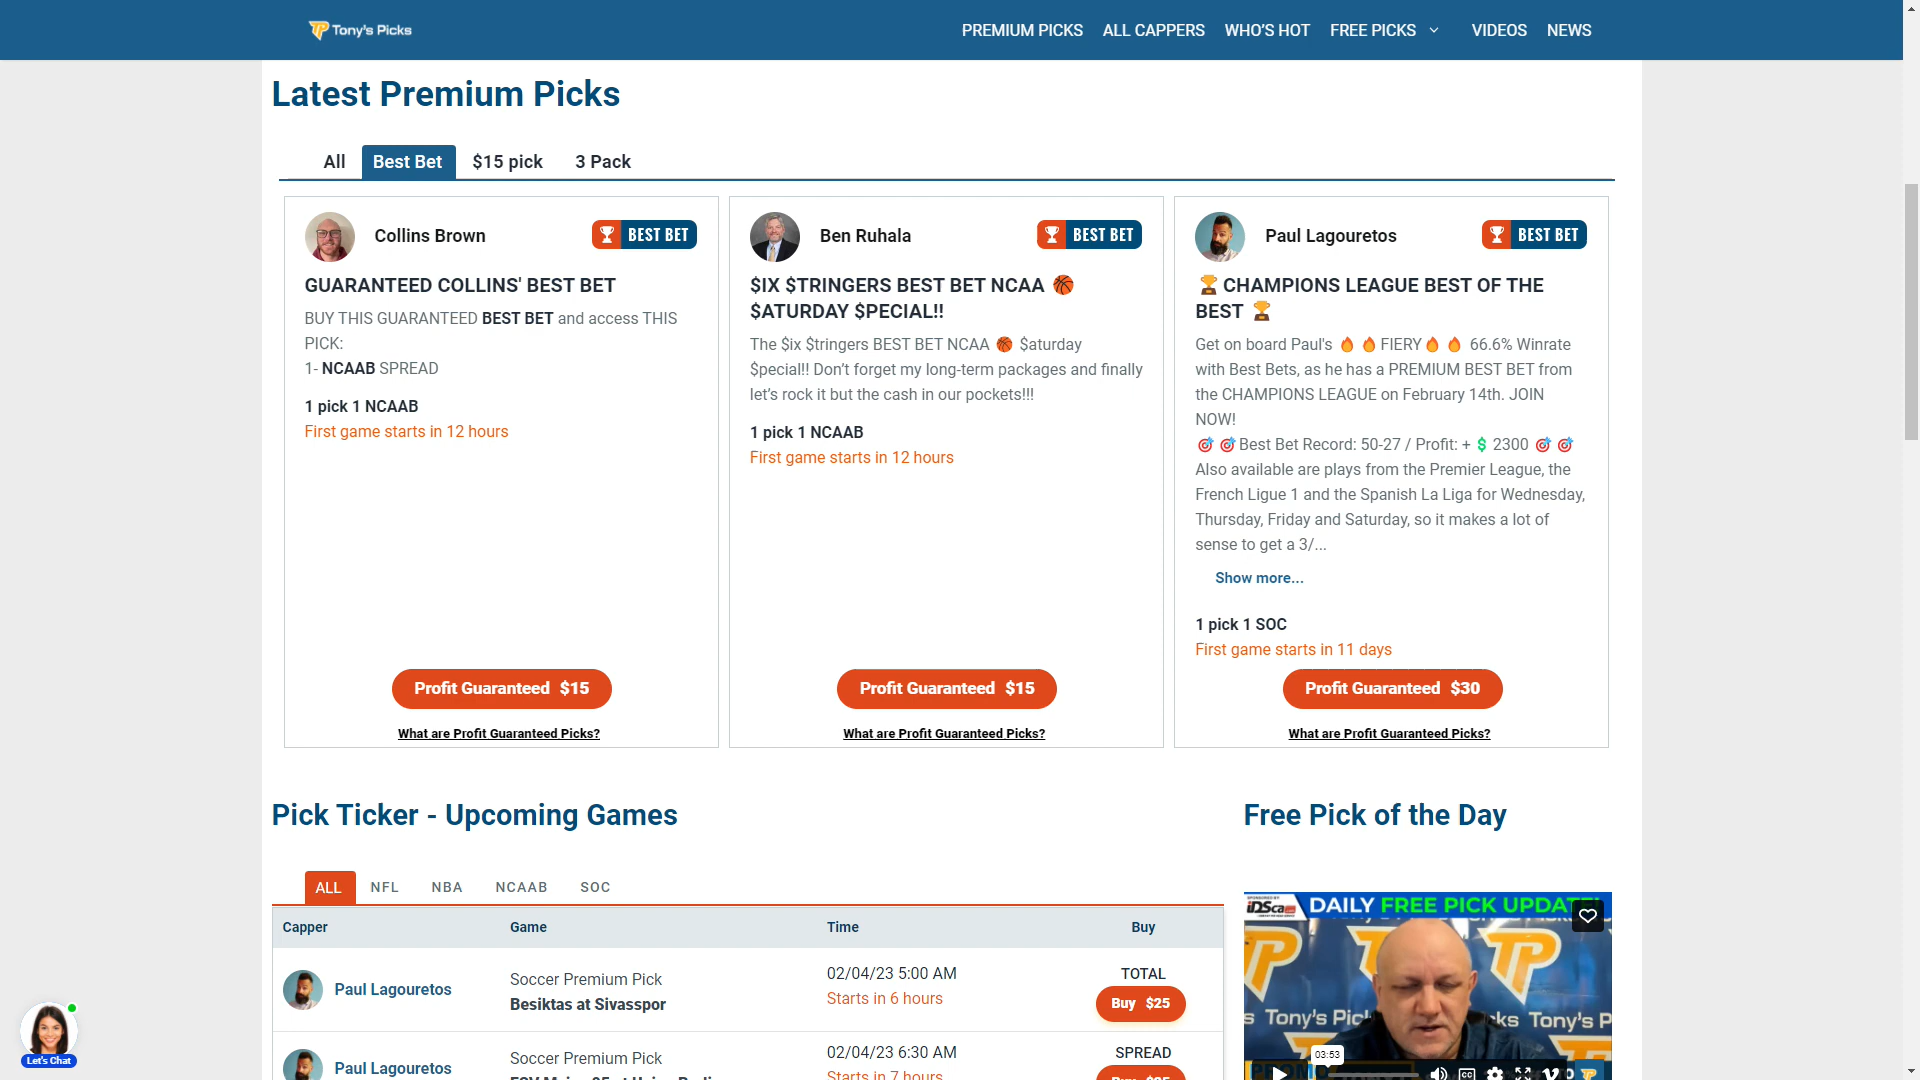 Tony's Picks
PREMIUM PICKS ALL CAPPERS WHO'S HOT FREE PICKS VIDEOS NEWS
Latest Premium Picks
All Best Bet $15 pick 3 Pack
Collins Brown BEST BET
GUARANTEED COLLINS' BEST BET
BUY THIS GUARANTEED BEST BET and access THIS
PICK:
1- NCAAB SPREAD
1 pick 1 NCAAB
First game starts in 12 hours
Profit Guaranteed $15
What are Profit Guaranteed Picks?
Ben Ruhala BEST BET
$IX $TRINGERS BEST BET NCAA 🏀
$ATURDAY $PECIAL!!
The $ix $tringers BEST BET NCAA 🏀 $aturday
$pecial!! Don't forget my long-term packages and finally
let's rock it but the cash in our pockets!!!
1 pick 1 NCAAB
First game starts in 12 hours
Profit Guaranteed $15
What are Profit Guaranteed Picks?
Paul Lagouretos BEST BET
🏆CHAMPIONS LEAGUE BEST OF THE
BEST 🏆
Get on board Paul's 🔥 🔥FIERY🔥 🔥 66.6% Winrate
with Best Bets, as he has a PREMIUM BEST BET from
the CHAMPIONS LEAGUE on February 14th. JOIN
NOW!
🎯 🎯Best Bet Record: 50-27 / Profit: +💲2300 🎯 🎯
Also available are plays from the Premier League, the
French Ligue 1 and the Spanish La Liga for Wednesday,
Thursday, Friday and Saturday, so it makes a lot of
sense to get a 3/...
Show more...
1 pick 1 SOC
First game starts in 11 days
Profit Guaranteed $30
What are Profit Guaranteed Picks?
Pick Ticker - Upcoming Games
ALL NFL NBA NCAAB SOC
Capper Game Time Buy
Paul Lagouretos
Soccer Premium Pick
Besiktas at Sivasspor
02/04/23 5:00 AM
Starts in 6 hours
TOTAL
Buy $25
Paul Lagouretos
Soccer Premium Pick
02/04/23 6:30 AM
Starts in 7 hours
SPREAD
Buy $25
Free Pick of the Day
DAILY FREE PICK UPDATE
Tony's Picks
03:53
CC
Let's Chat